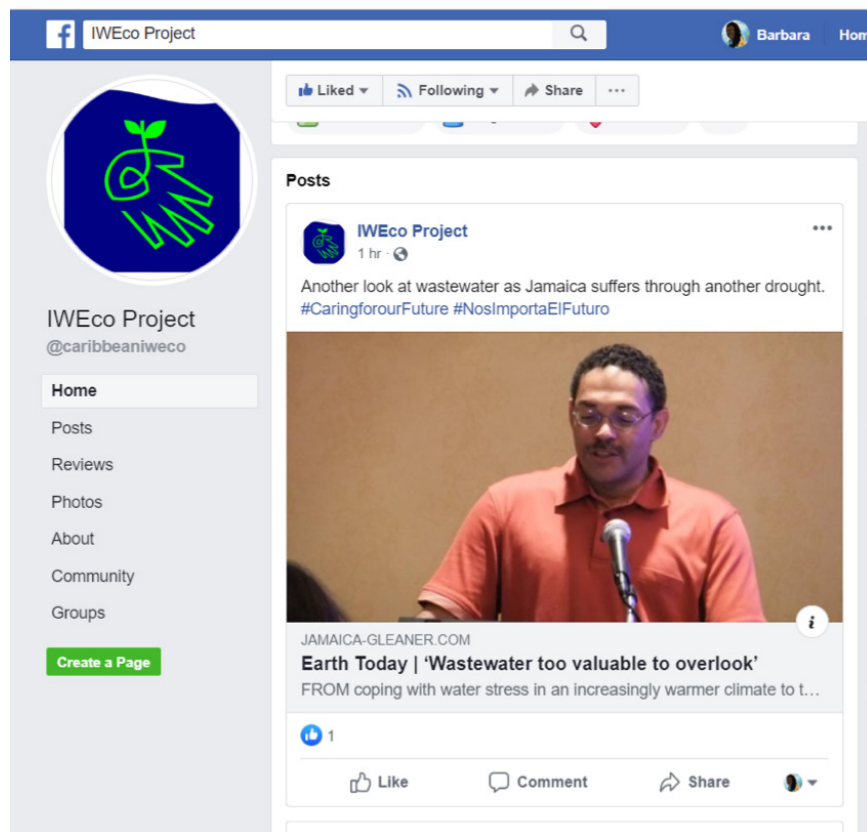 IWEco Project
Barbara
Hom
Liked
Following
Share
IWEco Project
@caribbeaniweco
Home
Posts
Reviews
Photos
About
Community
Groups
Create a Page
Posts
IWEco Project
1 hr ·
Another look at wastewater as Jamaica suffers through another drought.
#CaringforourFuture #NosImportaElFuturo
i
JAMAICA-GLEANER.COM
Earth Today | ‘Wastewater too valuable to overlook’
FROM coping with water stress in an increasingly warmer climate to t…
1
Like
Comment
Share